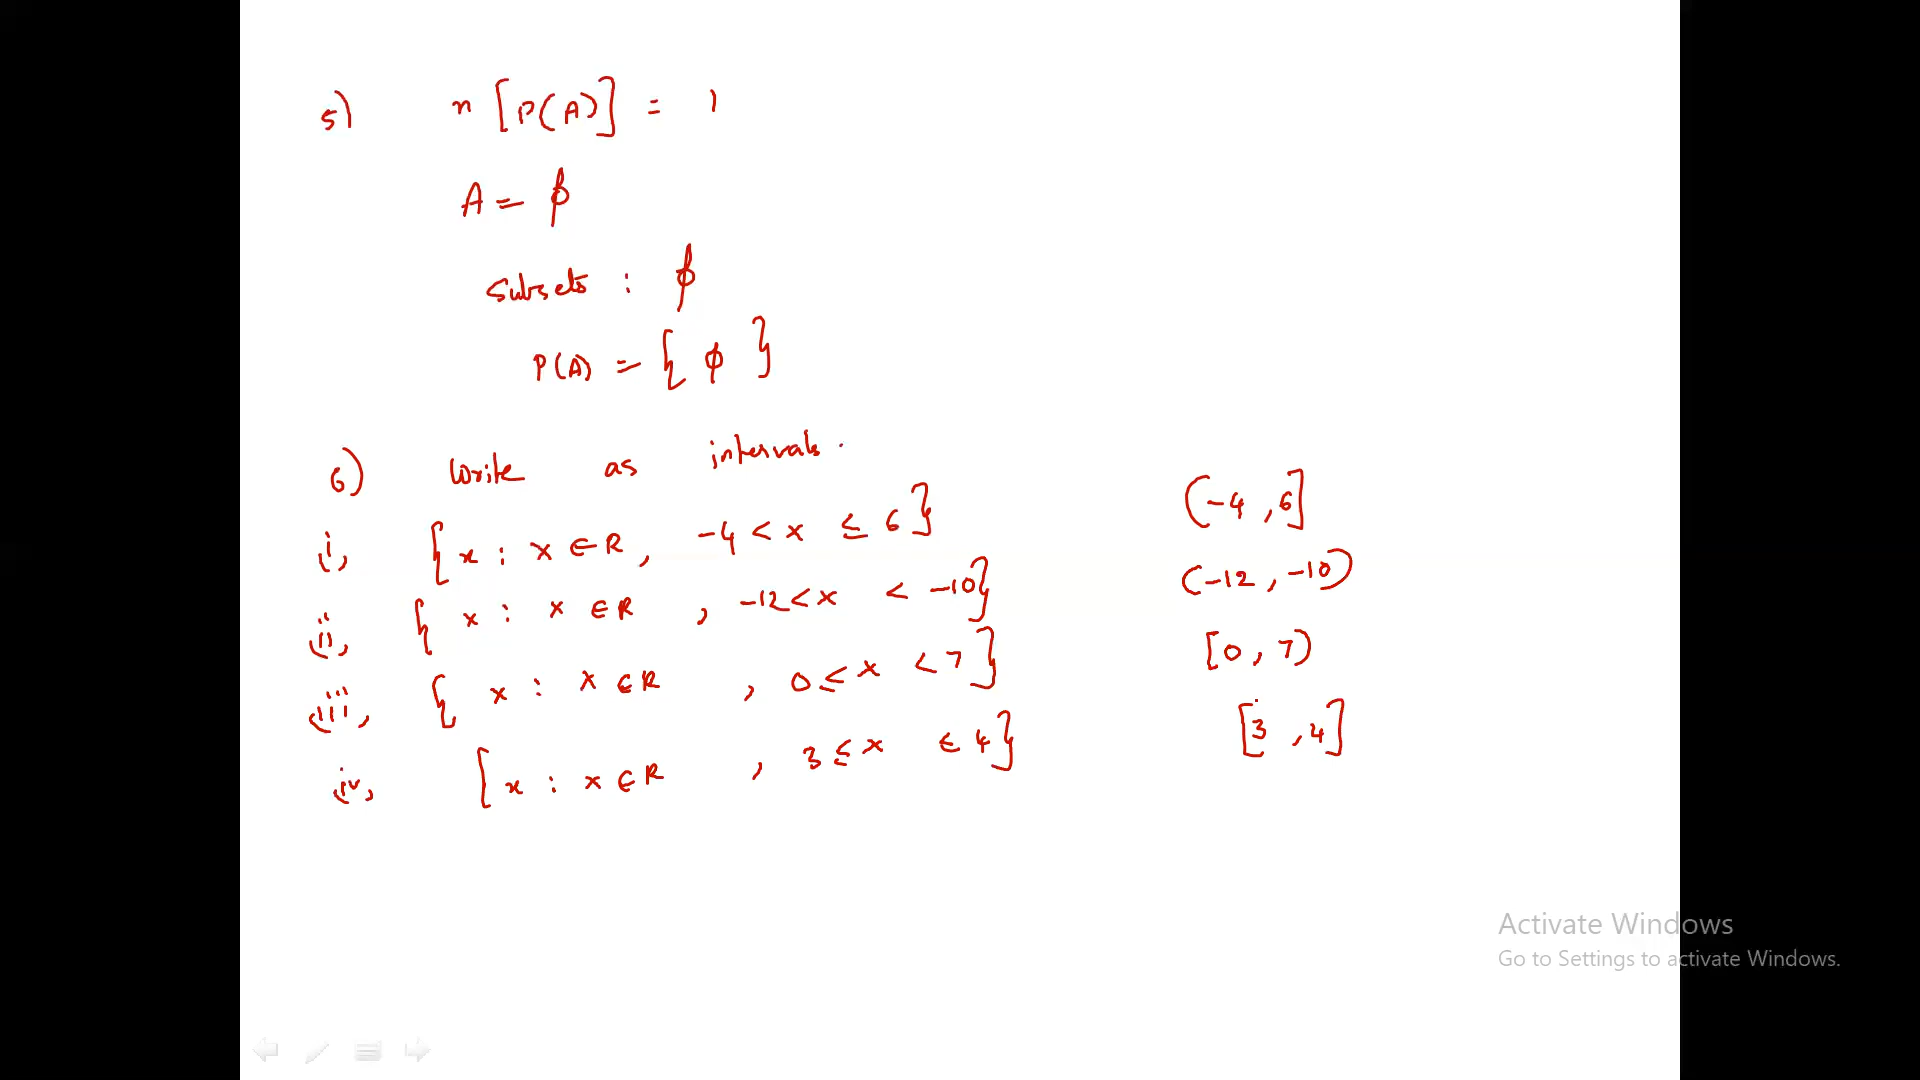 5) n [P(A)] = 1
A = ϕ
Subsets : ϕ
P(A) = { ϕ }
6) Write as intervals.
(i, {x : x ∈ R, -4 < x ≤ 6} (-4, 6]
(ii, {x : x ∈ R, -12 < x < -10} (-12, -10)
(iii, {x : x ∈ R, 0 ≤ x < 7} [0, 7)
(iv, {x : x ∈ R, 3 ≤ x ≤ 4} [3, 4]
Activate Windows
Go to Settings to activate Windows.